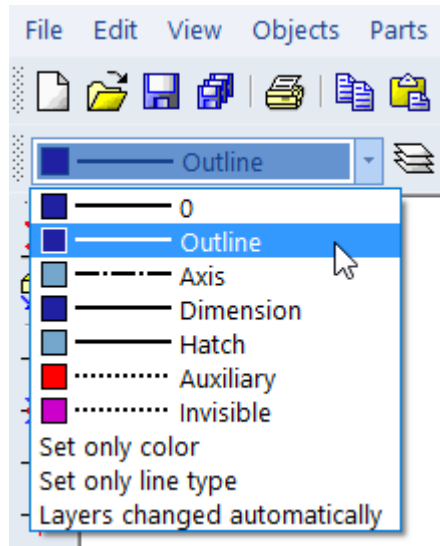 File Edit View Objects Parts
Outline
0
Outline
Axis
Dimension
Hatch
Auxiliary
Invisible
Set only color
Set only line type
Layers changed automatically